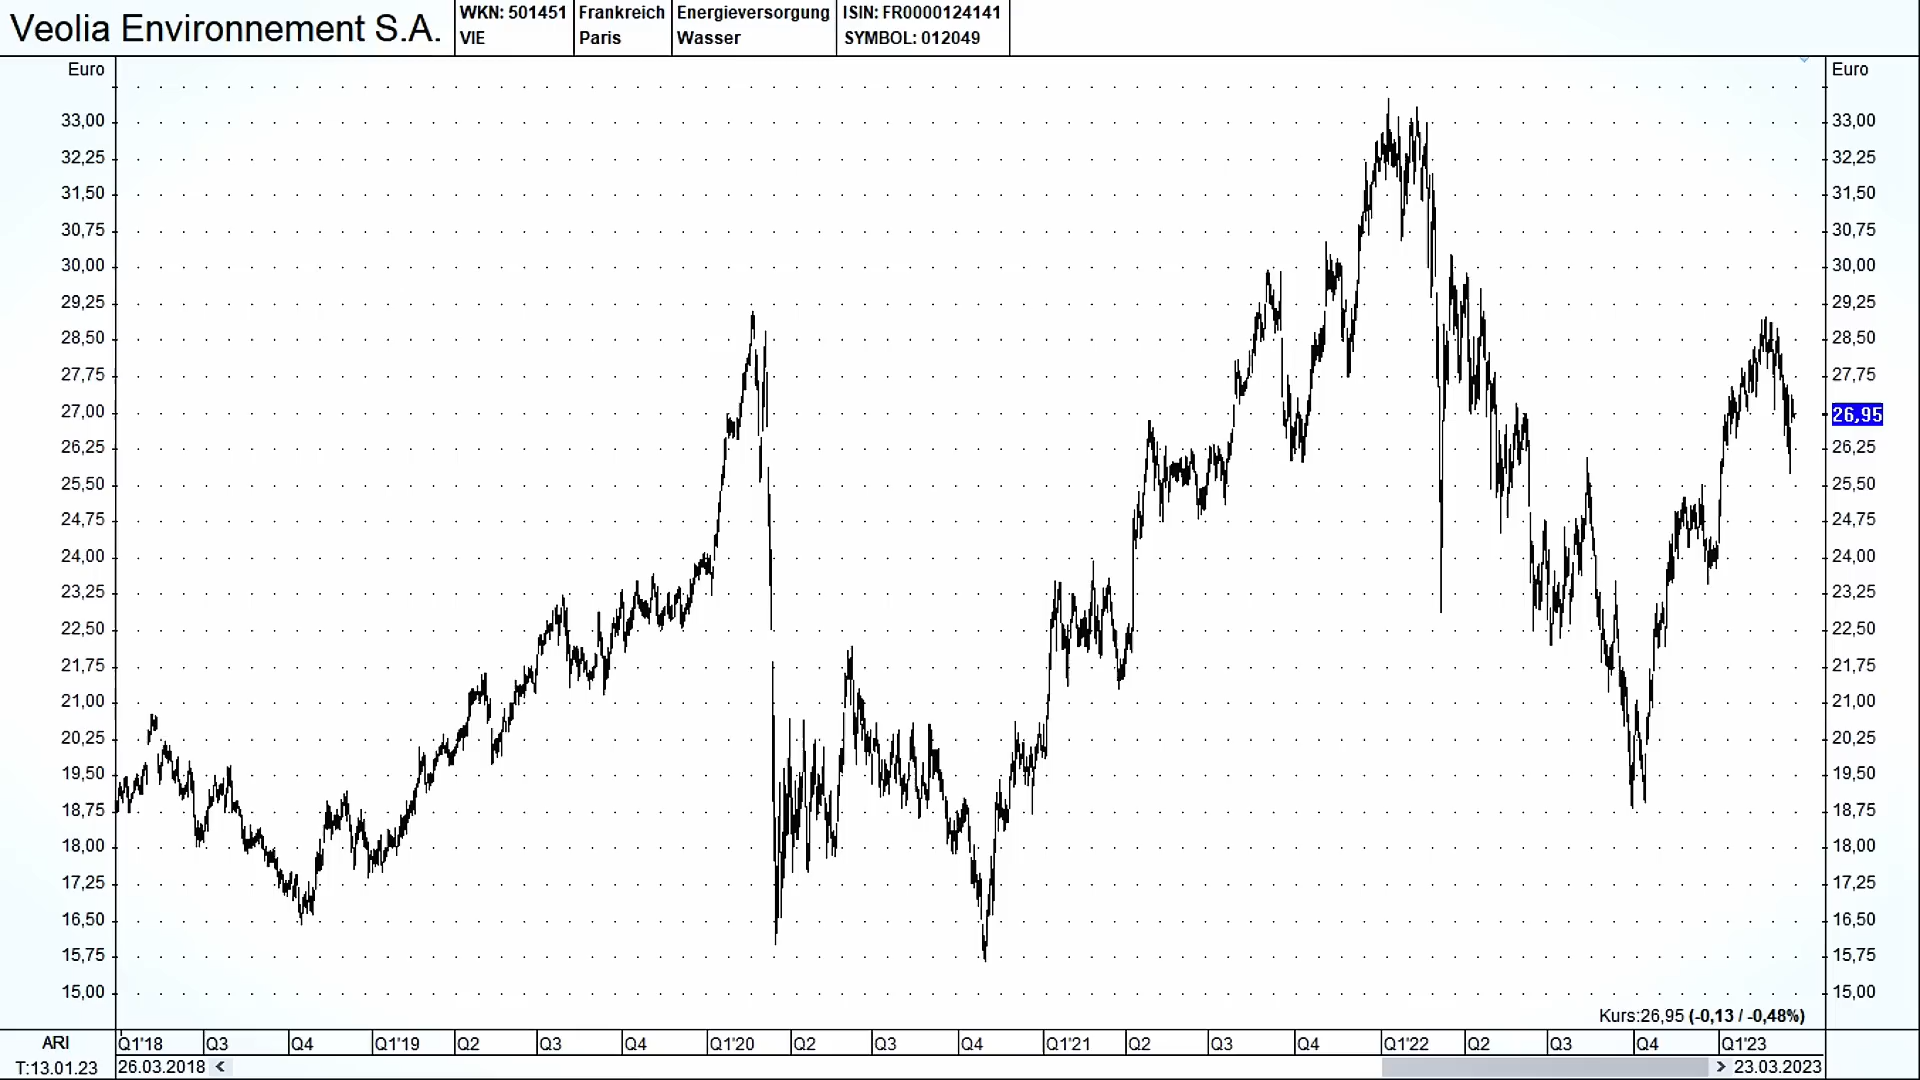 Veolia Environnement S.A.
WKN: 501451
VIE
Frankreich
Paris
Energieversorgung
Wasser
ISIN: FR0000124141
SYMBOL: 012049
Euro
Euro
33,00
33,00
32,25
32,25
31,50
31,50
30,75
30,75
30,00
30,00
29,25
29,25
28,50
28,50
27,75
27,75
27,00
26,95
26,25
26,25
25,50
25,50
24,75
24,75
24,00
24,00
23,25
23,25
22,50
22,50
21,75
21,75
21,00
21,00
20,25
20,25
19,50
19,50
18,75
18,75
18,00
18,00
17,25
17,25
16,50
16,50
15,75
15,75
15,00
15,00
Kurs:26,95 (-0,13 / -0,48%)
ARI
Q1'18
Q3
Q4
Q1'19
Q2
Q3
Q4
Q1'20
Q2
Q3
Q4
Q1'21
Q2
Q3
Q4
Q1'22
Q2
Q3
Q4
Q1'23
T:13.01.23
26.03.2018 <
> 23.03.2023